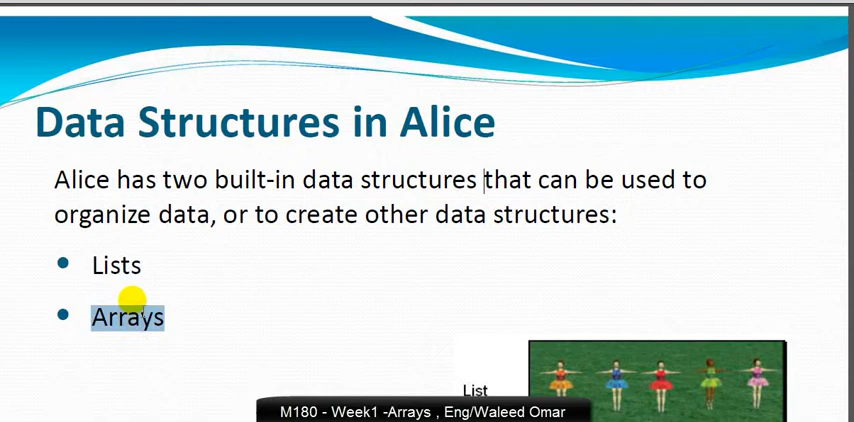 Data Structures in Alice
Alice has two built-in data structures that can be used to
organize data, or to create other data structures:
• Lists
• Arrays
List
M180 - Week1 -Arrays , Eng/Waleed Omar